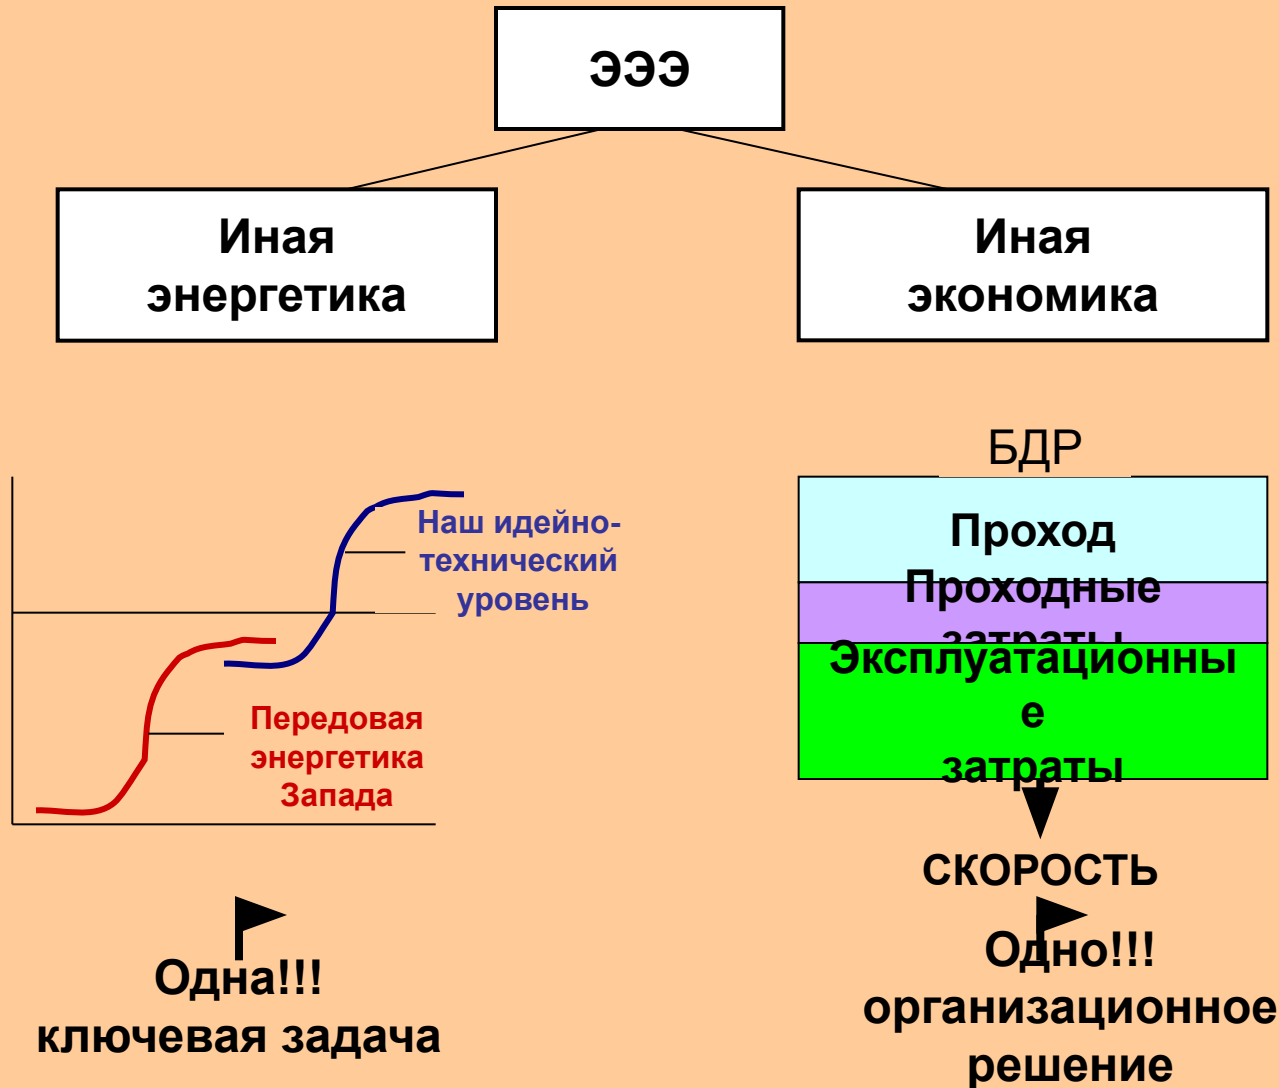 ЭЭЭ
Иная
энергетика
Иная
экономика
БДР
Проход
Проходные
затраты
Эксплуатационны
е
затраты
СКОРОСТЬ
Наш идейно-
технический
уровень
Передовая
энергетика
Запада
Одна!!!
ключевая задача
Одно!!!
организационное
решение